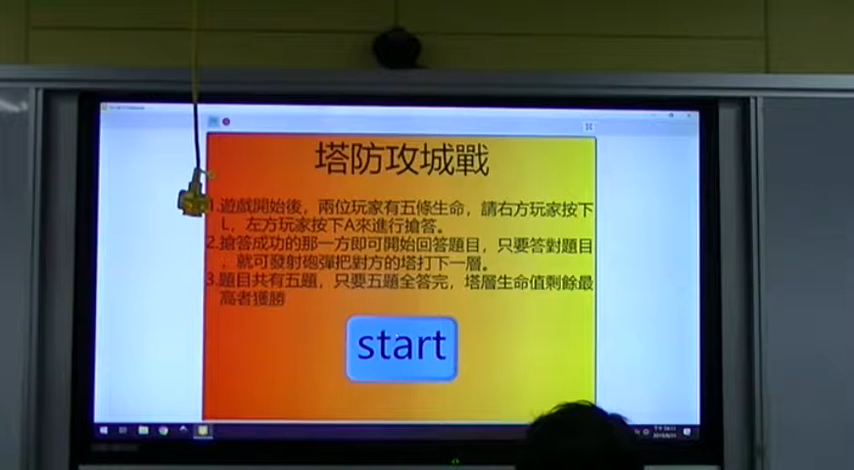 塔防攻城戰
1.遊戲開始後，兩位玩家有五條生命，請右方玩家按下
L，左方玩家按下A來進行搶答。
2.搶答成功的那一方即可開始回答題目，只要答對題目
，就可發射砲彈把對方的塔打下一層。
3.題目共有五題，只要五題全答完，塔層生命值剩餘最
高者獲勝
start